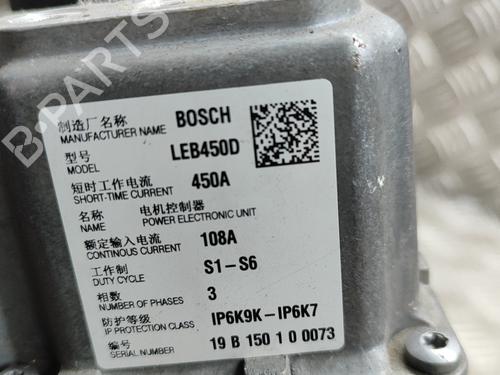 B-PARTS
制造厂名称 BOSCH
MANUFACTURER NAME
型号 LEB450D
MODEL
短时工作电流 450A
SHORT-TIME CURRENT
名称 电机控制器
NAME POWER ELECTRONIC UNIT
额定输入电流 108A
CONTINOUS CURRENT
工作制 S1-S6
DUTY CYCLE
相数 3
NUMBER OF PHASES
防护等级 IP6K9K-IP6K7
IP PROTECTION CLASS
编号 19 B 150 1 0 0073
SERIAL NUMBER